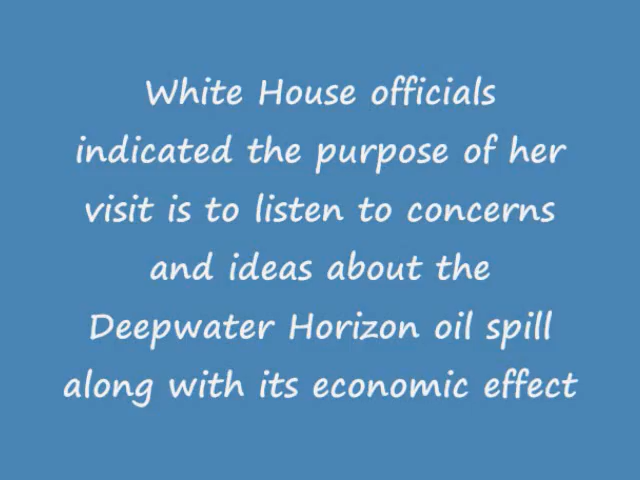 White House officials
indicated the purpose of her
visit is to listen to concerns
and ideas about the
Deepwater Horizon oil spill
along with its economic effect